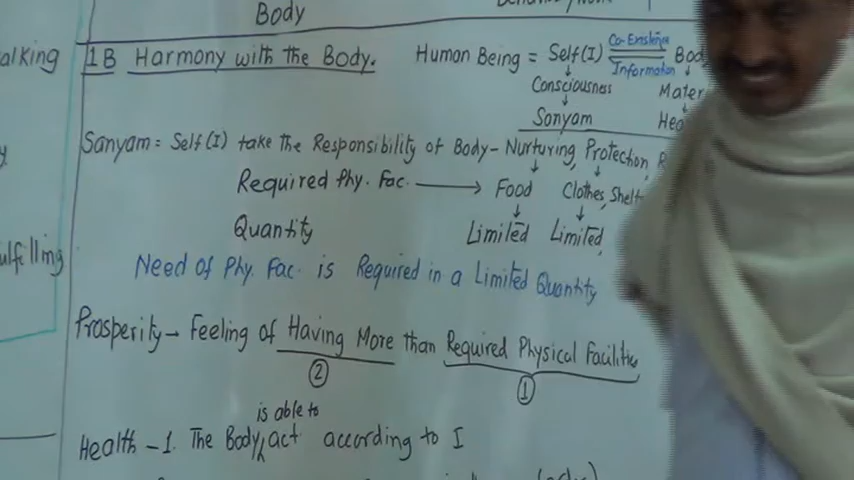 Body
alking
1B Harmony with the Body. Human Being = Self(I) Co-Existence Body
Information
Consciousness
Sanyam
Sanyam = Self(I) take the Responsibility of Body - Nurturing, Protection, R
Required Phy. Fac. → Food Clothes, Shelt
Quantity Limited Limited,
ulfilling
Need of Phy. Fac. is Required in a Limited Quantity
Prosperity - Feeling of Having More than Required Physical Facilities
2 1
is able to
Health - 1. The Body act according to I